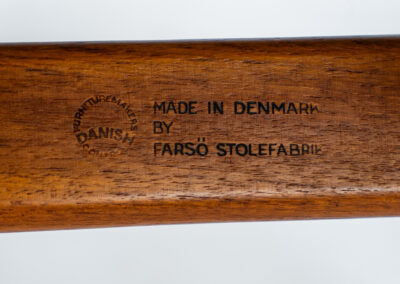 FURNITUREMAKERS
DANISH
MADE IN DENMARK
BY
FARSÖ STOLEFABRIK